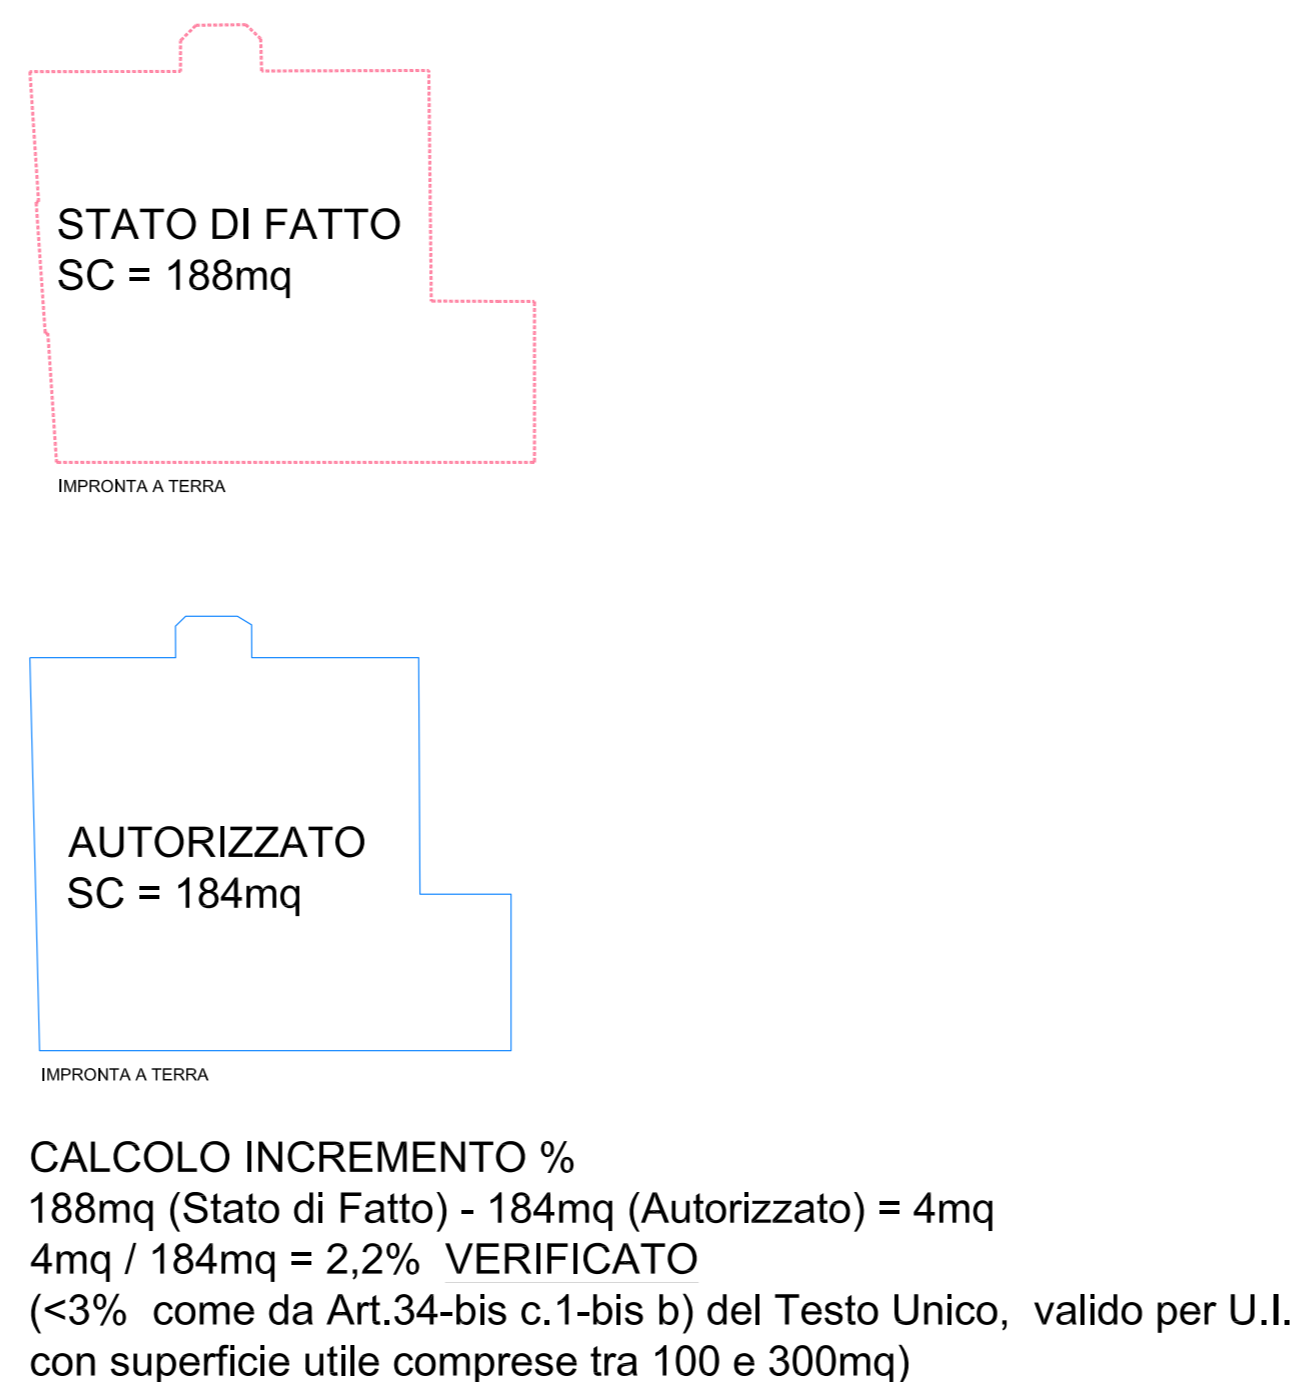 STATO DI FATTO
SC = 188mq
IMPRONTA A TERRA
AUTORIZZATO
SC = 184mq
IMPRONTA A TERRA
CALCOLO INCREMENTO %
188mq (Stato di Fatto) - 184mq (Autorizzato) = 4mq
4mq / 184mq = 2,2% VERIFICATO
(<3% come da Art.34-bis c.1-bis b) del Testo Unico, valido per U.I.
con superficie utile comprese tra 100 e 300mq)